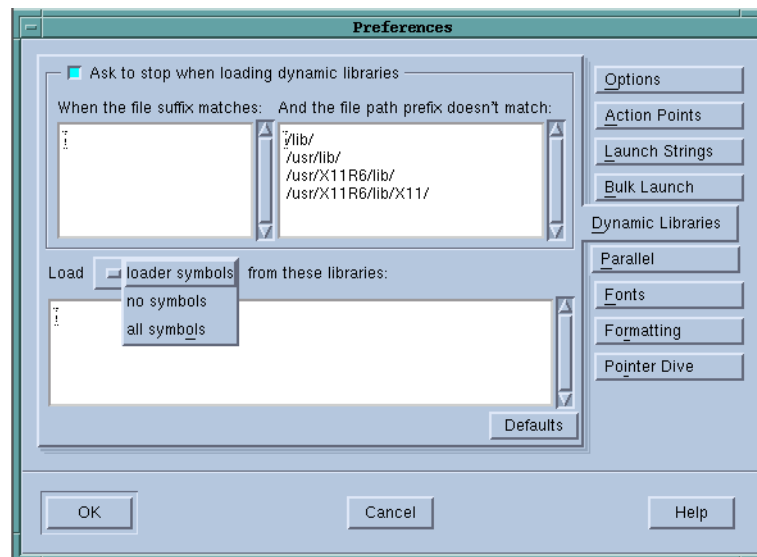 Preferences
Ask to stop when loading dynamic libraries
When the file suffix matches: And the file path prefix doesn't match:
/lib/
/usr/lib/
/usr/X11R6/lib/
/usr/X11R6/lib/X11/
Load loader symbols from these libraries:
no symbols
all symbols
Defaults
Options
Action Points
Launch Strings
Bulk Launch
Dynamic Libraries
Parallel
Fonts
Formatting
Pointer Dive
OK Cancel Help